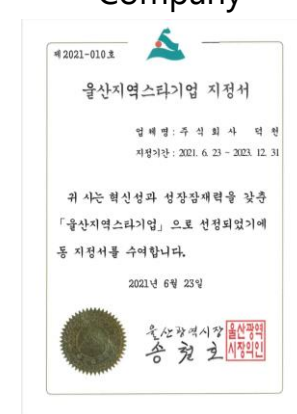 Company
제2021-010호
울산지역스타기업 지정서
업체명 : 주식회사 덕천
지정기간 : 2021. 6. 23 ~ 2023. 12. 31
귀 사는 혁신성과 성장잠재력을 갖춘
「울산지역스타기업」으로 선정되었기에
동 지정서를 수여합니다.
2021년 6월 23일
울산광역시장
송철호
울산광역
시장의인